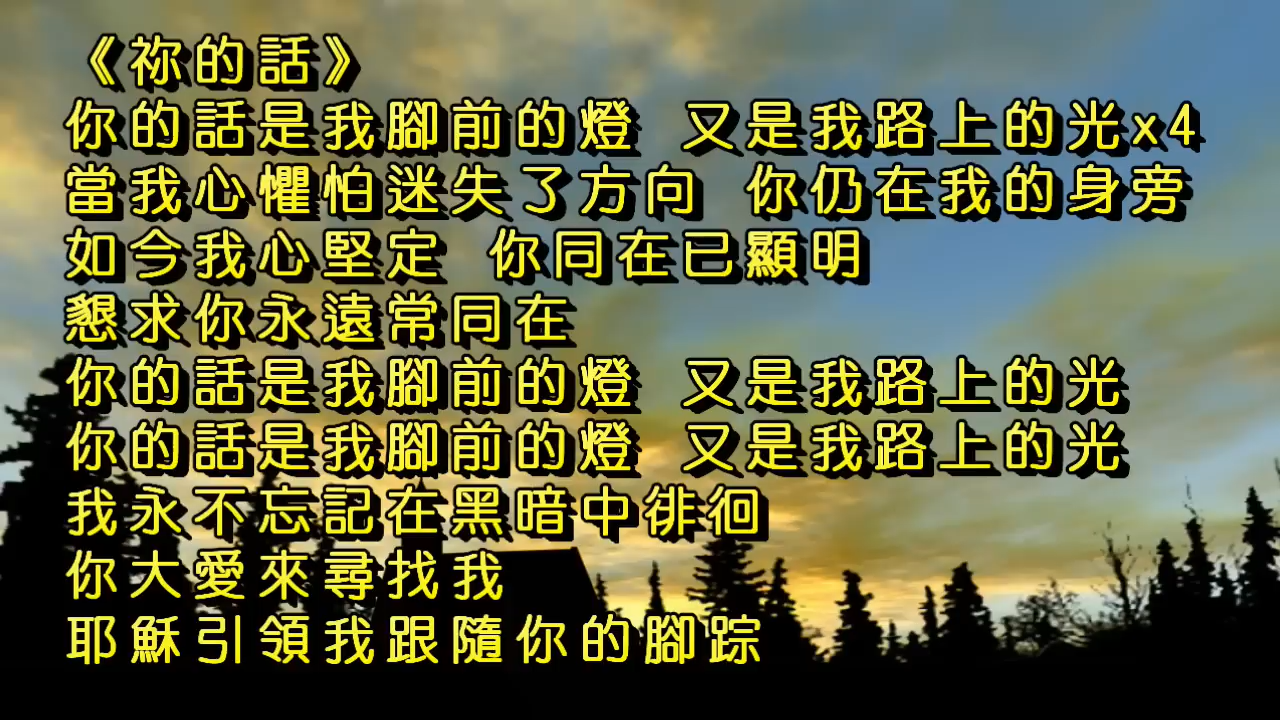 《祢的話》
你的話是我腳前的燈 又是我路上的光x4
當我心懼怕迷失了方向 你仍在我的身旁
如今我心堅定 你同在已顯明
懇求你永遠常同在
你的話是我腳前的燈 又是我路上的光
你的話是我腳前的燈 又是我路上的光
我永不忘記在黑暗中徘徊
你大愛來尋找我
耶穌引領我跟隨你的腳踪